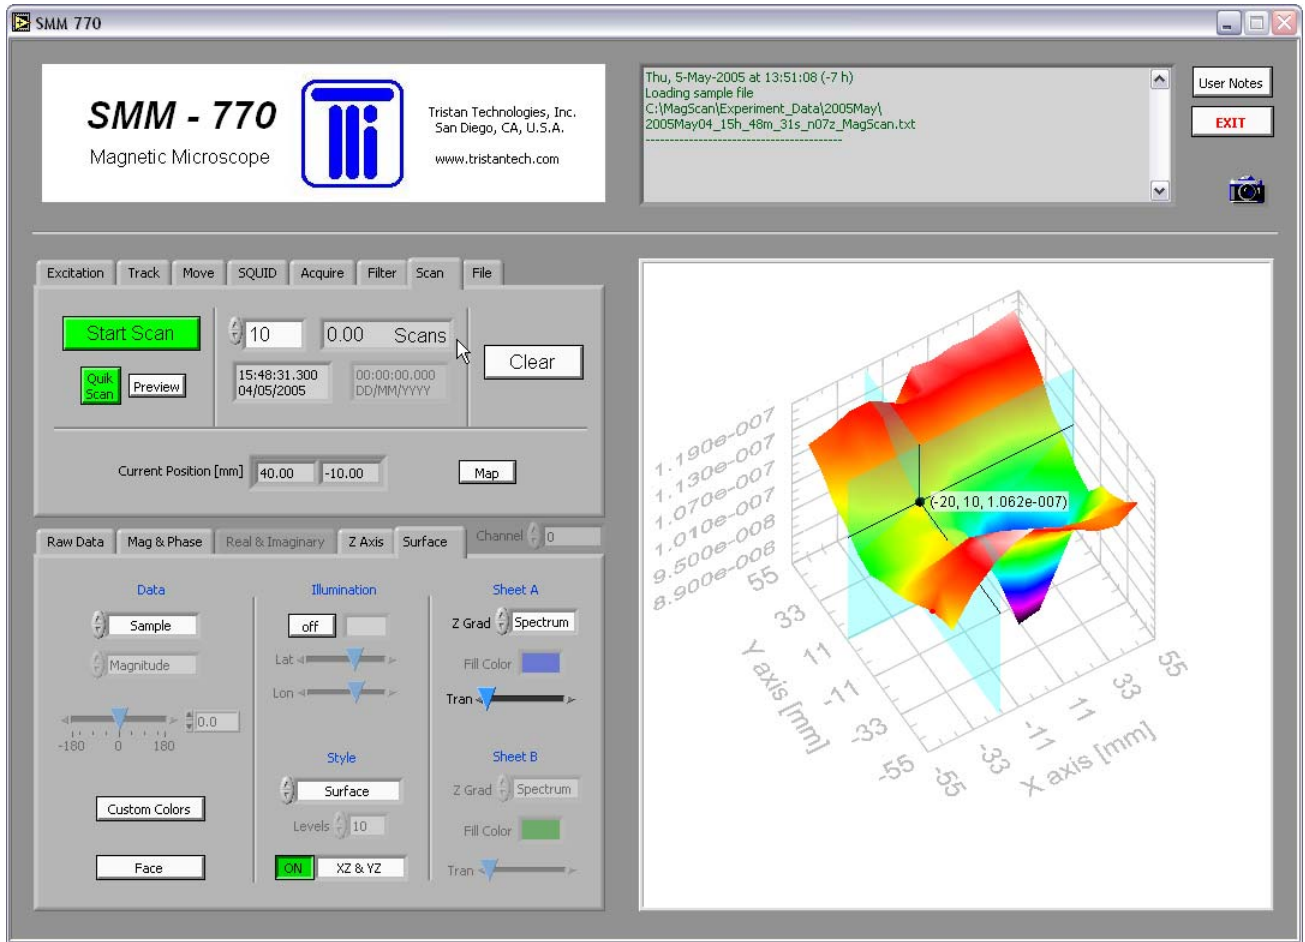 SMM 770
SMM - 770
Magnetic Microscope
Tristan Technologies, Inc.
San Diego, CA, U.S.A.
www.tristantech.com
Thu, 5-May-2005 at 13:51:08 (-7 h)
Loading sample file
C:\MagScan\Experiment_Data\2005May\
2005May04_15h_48m_31s_n07z_MagScan.txt
----------------------------------------
User Notes
EXIT
Excitation Track Move SQUID Acquire Filter Scan File
Start Scan
10
0.00 Scans
Clear
Quik
Scan
Preview
15:48:31.300
04/05/2005
00:00:00.000
DD/MM/YYYY
Current Position [mm] 40.00 -10.00
Map
Raw Data Mag & Phase Real & Imaginary Z Axis Surface
Channel 0
Data
Sample
Magnitude
0.0
-180 0 180
Custom Colors
Face
Illumination
off
Lat
Lon
Style
Surface
Levels 10
ON XZ & YZ
Sheet A
Z Grad Spectrum
Fill Color
Tran
Sheet B
Z Grad Spectrum
Fill Color
Tran
1.190e-007
1.130e-007
1.070e-007
1.010e-007
9.500e-008
8.900e-008
(-20, 10, 1.062e-007)
55
33
11
-11
-33
-55
Y axis [mm]
-55
-33
-11
11
33
55
X axis [mm]